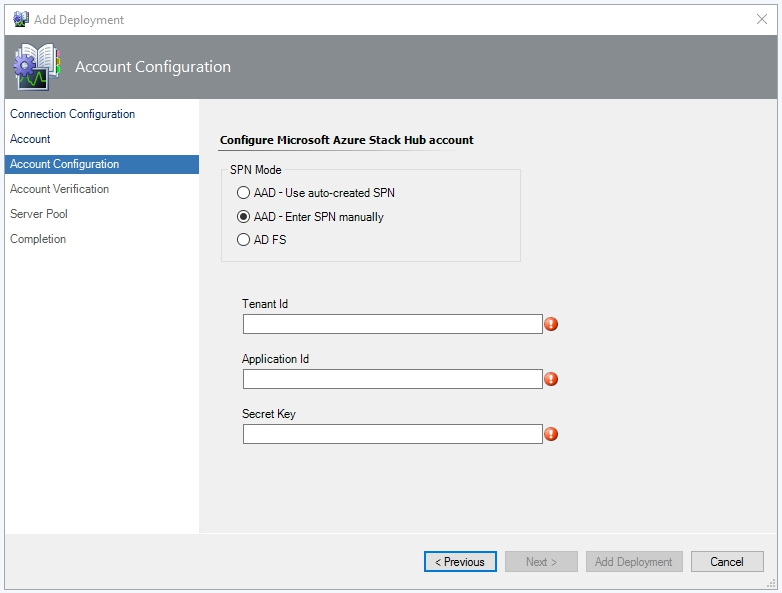 Add Deployment
Account Configuration
Connection Configuration
Account
Account Configuration
Account Verification
Server Pool
Completion
Configure Microsoft Azure Stack Hub account
SPN Mode
AAD - Use auto-created SPN
AAD - Enter SPN manually
AD FS
Tenant Id
Application Id
Secret Key
< Previous
Next >
Add Deployment
Cancel